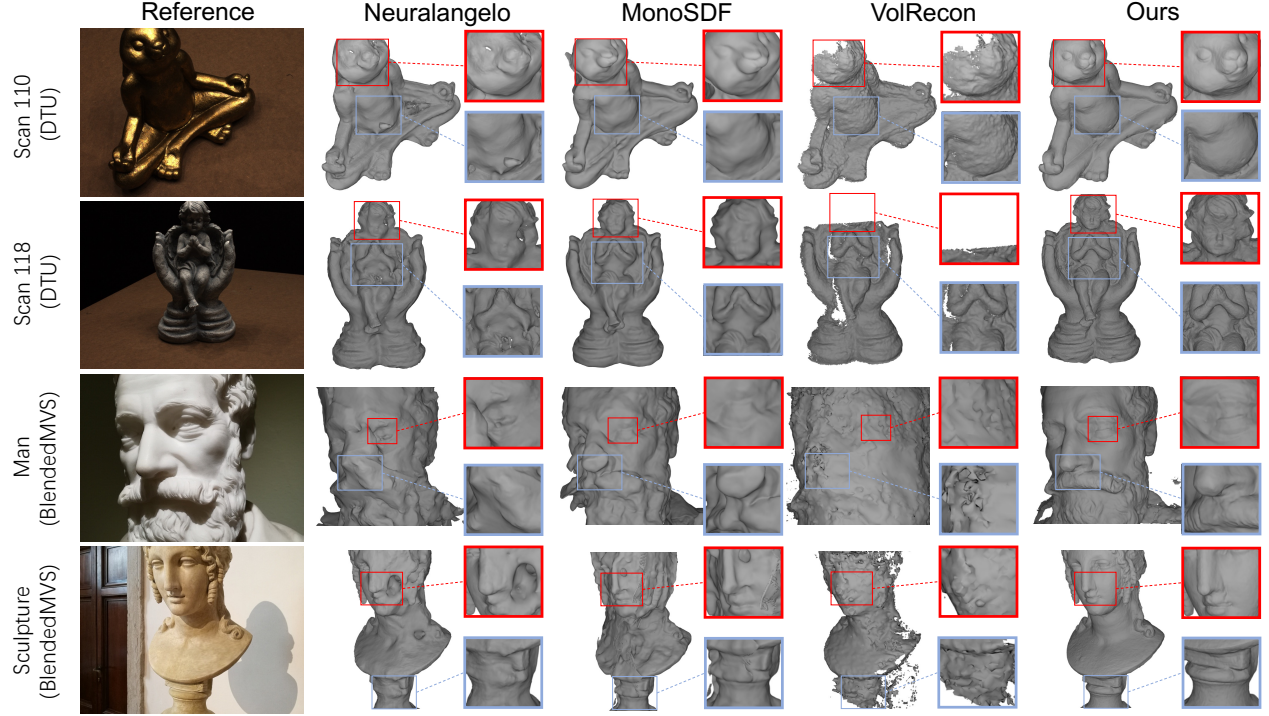 Reference Neuralangelo MonoSDF VolRecon Ours
Scan 110
(DTU)
Scan 118
(DTU)
Man
(BlendedMVS)
Sculpture
(BlendedMVS)